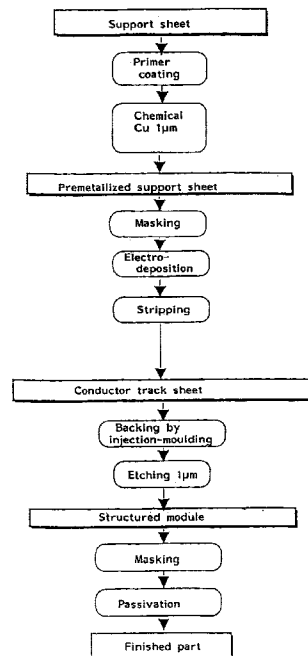 Support sheet
Primer
coating
Chemical
Cu 1µm
Premetallized support sheet
Masking
Electro-
deposition
Stripping
Conductor track sheet
Backing by
injection-moulding
Etching 1µm
Structured module
Masking
Passivation
Finished part